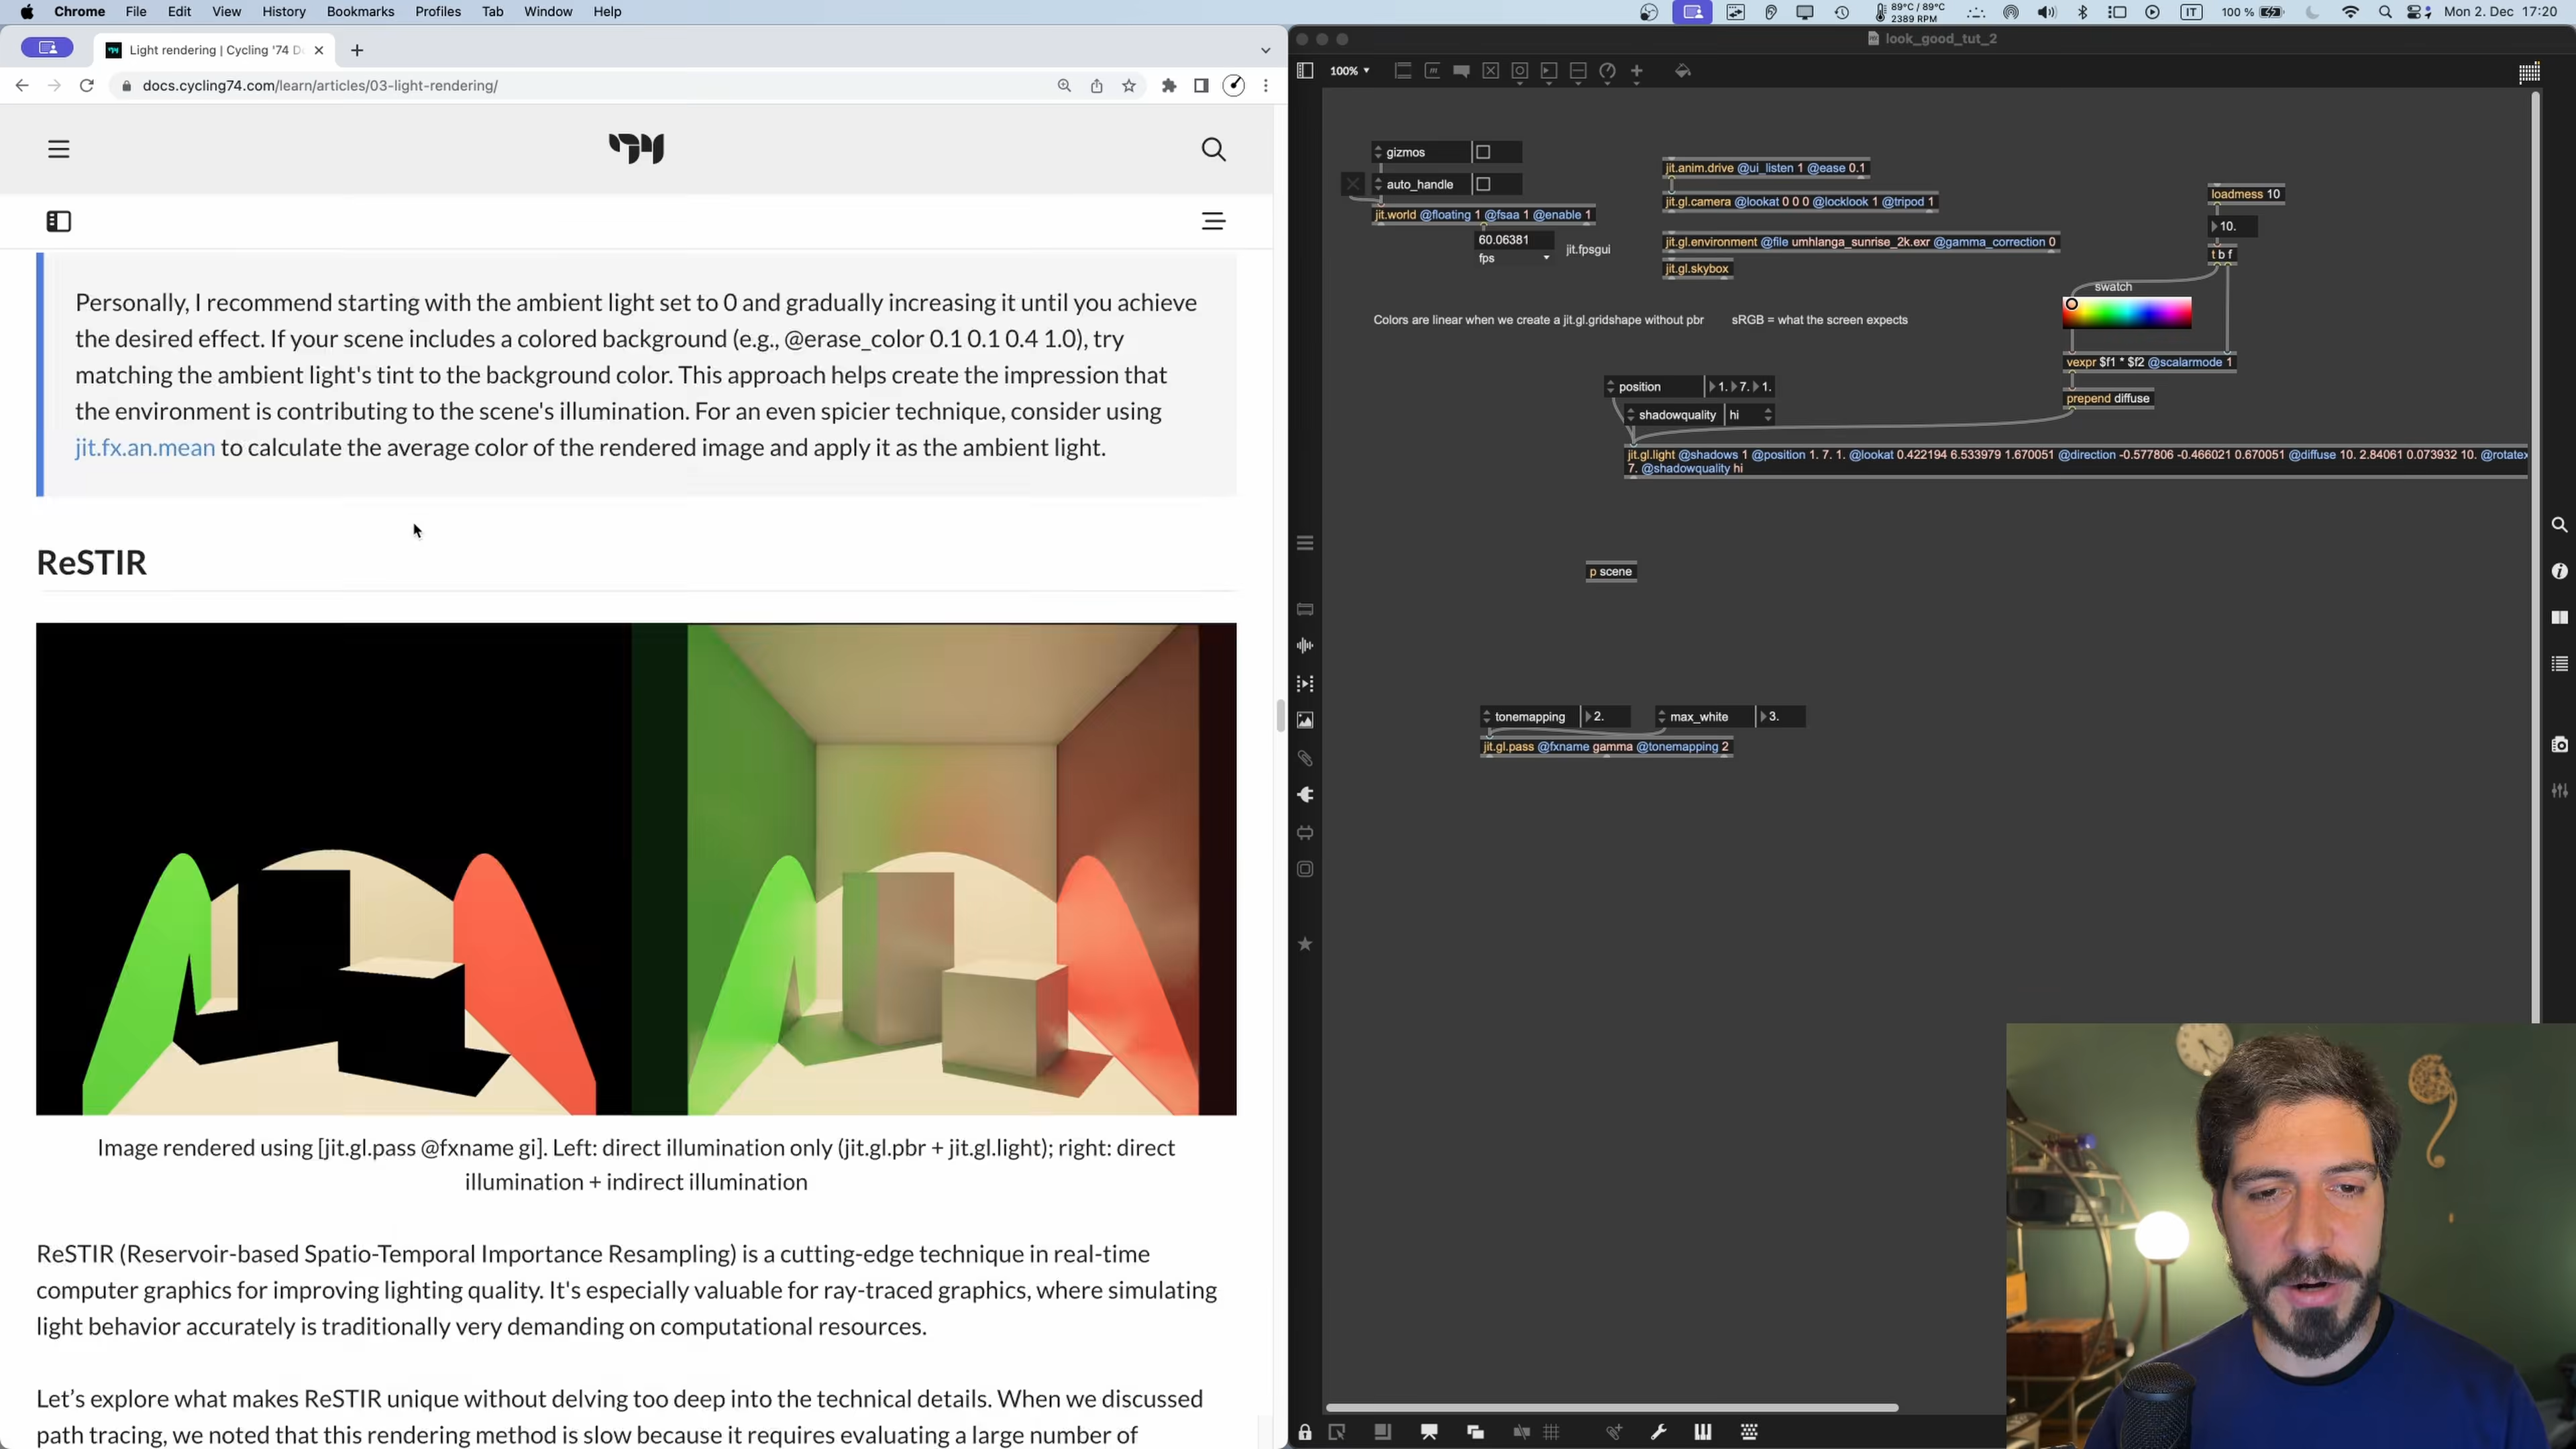 Chrome File Edit View History Bookmarks Profiles Tab Window Help
89°C / 89°C
2389 RPM
IT 100 % Mon 2. Dec 17:20
Light rendering | Cycling '74 D
docs.cycling74.com/learn/articles/03-light-rendering/
Personally, I recommend starting with the ambient light set to 0 and gradually increasing it until you achieve
the desired effect. If your scene includes a colored background (e.g., @erase_color 0.1 0.1 0.4 1.0), try
matching the ambient light's tint to the background color. This approach helps create the impression that
the environment is contributing to the scene's illumination. For an even spicier technique, consider using
jit.fx.an.mean to calculate the average color of the rendered image and apply it as the ambient light.
ReSTIR
Image rendered using [jit.gl.pass @fxname gi]. Left: direct illumination only (jit.gl.pbr + jit.gl.light); right: direct
illumination + indirect illumination
ReSTIR (Reservoir-based Spatio-Temporal Importance Resampling) is a cutting-edge technique in real-time
computer graphics for improving lighting quality. It's especially valuable for ray-traced graphics, where simulating
light behavior accurately is traditionally very demanding on computational resources.
Let's explore what makes ReSTIR unique without delving too deep into the technical details. When we discussed
path tracing, we noted that this rendering method is slow because it requires evaluating a large number of
look_good_tut_2
100%
gizmos
auto_handle
jit.world @floating 1 @fsaa 1 @enable 1
60.06381
fps
jit.fpsgui
jit.anim.drive @ui_listen 1 @ease 0.1
jit.gl.camera @lookat 0 0 0 @locklook 1 @tripod 1
jit.gl.environment @file umhlanga_sunrise_2k.exr @gamma_correction 0
jit.gl.skybox
loadmess 10
10.
t b f
swatch
Colors are linear when we create a jit.gl.gridshape without pbr sRGB = what the screen expects
vexpr $f1 * $f2 @scalarmode 1
prepend diffuse
position 1. 7. 1.
shadowquality hi
jit.gl.light @shadows 1 @position 1. 7. 1. @lookat 0.422194 6.533979 1.670051 @direction -0.577806 -0.466021 0.670051 @diffuse 10. 2.84061 0.073932 10. @rotatex
7. @shadowquality hi
p scene
tonemapping 2. max_white 3.
jit.gl.pass @fxname gamma @tonemapping 2